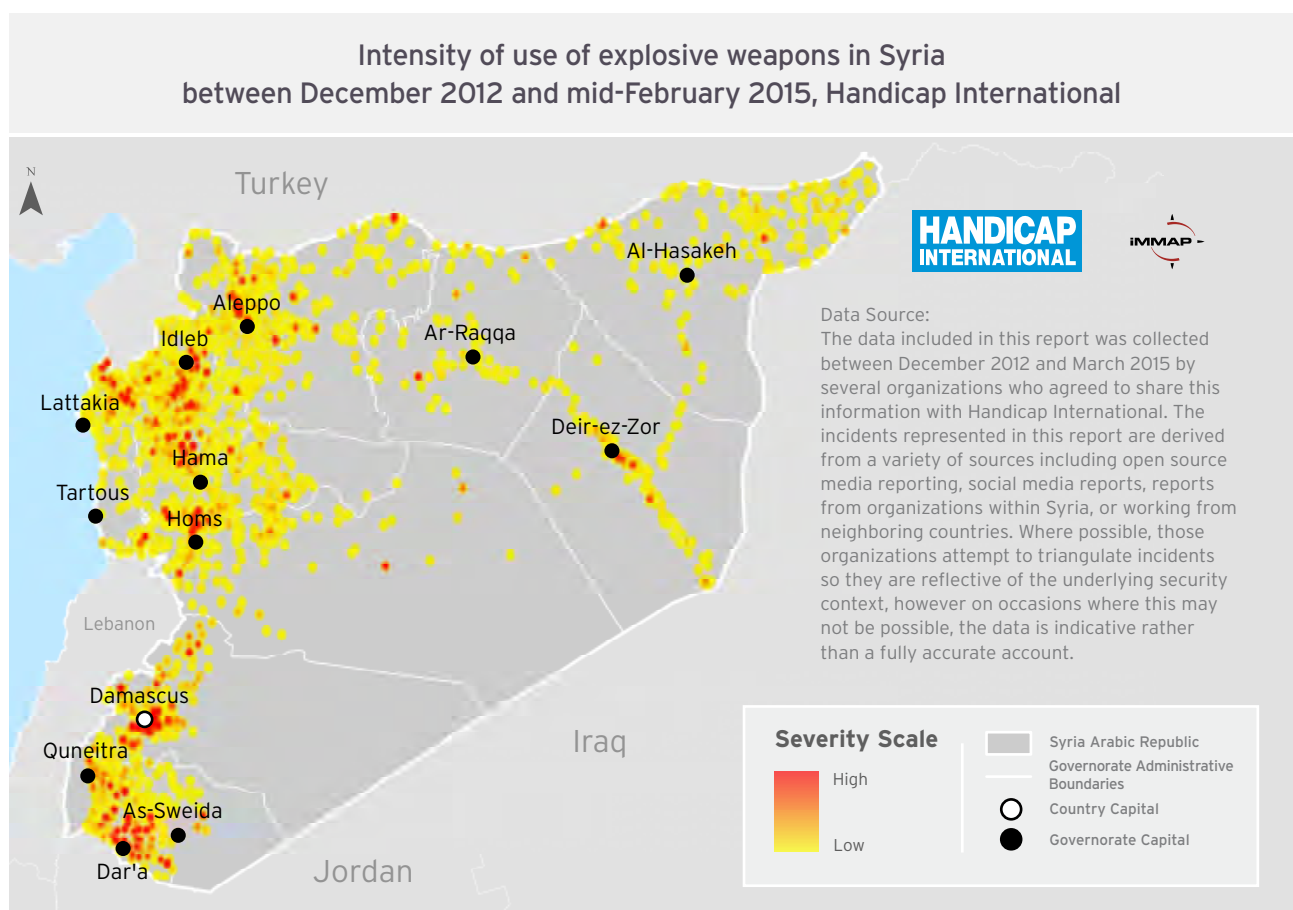 Intensity of use of explosive weapons in Syria
between December 2012 and mid-February 2015, Handicap International
N
Turkey
HANDICAP
INTERNATIONAL
iMMAP
Al-Hasakeh
Aleppo
Ar-Raqqa
Idleb
Lattakia
Deir-ez-Zor
Hama
Tartous
Homs
Lebanon
Damascus
Quneitra
Iraq
As-Sweida
Dar'a
Jordan
Data Source:
The data included in this report was collected
between December 2012 and March 2015 by
several organizations who agreed to share this
information with Handicap International. The
incidents represented in this report are derived
from a variety of sources including open source
media reporting, social media reports, reports
from organizations within Syria, or working from
neighboring countries. Where possible, those
organizations attempt to triangulate incidents
so they are reflective of the underlying security
context, however on occasions where this may
not be possible, the data is indicative rather
than a fully accurate account.
Severity Scale
High
Low
Syria Arabic Republic
Governorate Administrative
Boundaries
Country Capital
Governorate Capital